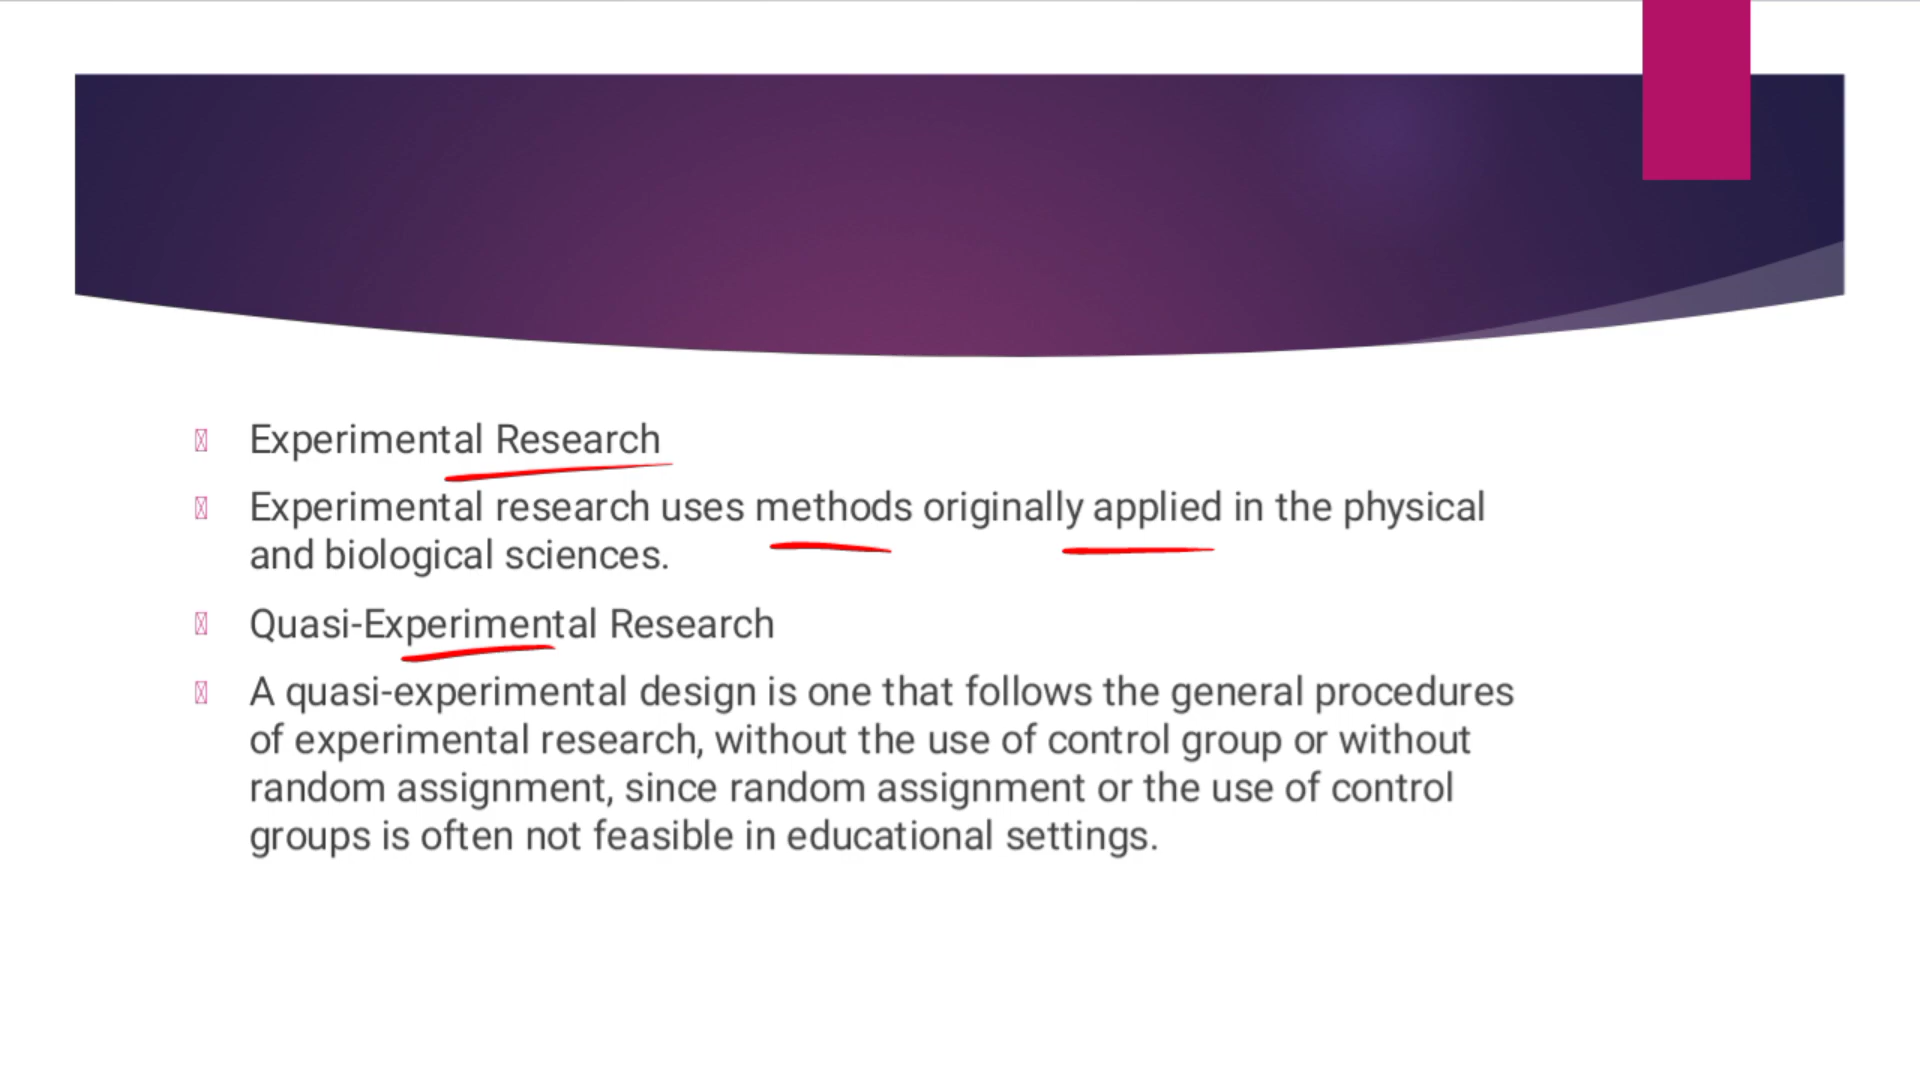 Experimental Research
Experimental research uses methods originally applied in the physical
and biological sciences.
Quasi-Experimental Research
A quasi-experimental design is one that follows the general procedures
of experimental research, without the use of control group or without
random assignment, since random assignment or the use of control
groups is often not feasible in educational settings.